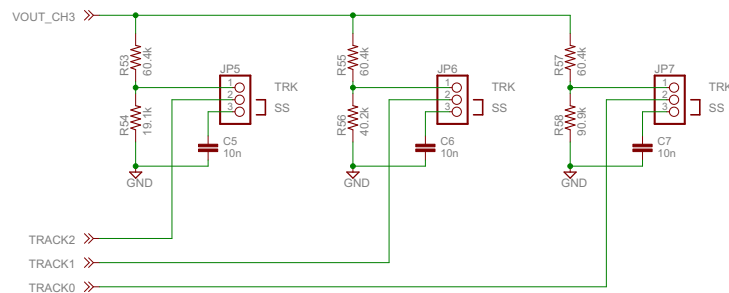 VOUT_CH3
R53
60.4k
JP5
1
2
3
TRK
SS
R54
19.1k
C5
10n
GND
R55
60.4k
JP6
1
2
3
TRK
SS
R56
40.2k
C6
10n
GND
R57
60.4k
JP7
1
2
3
TRK
SS
R58
90.9k
C7
10n
GND
TRACK2
TRACK1
TRACK0